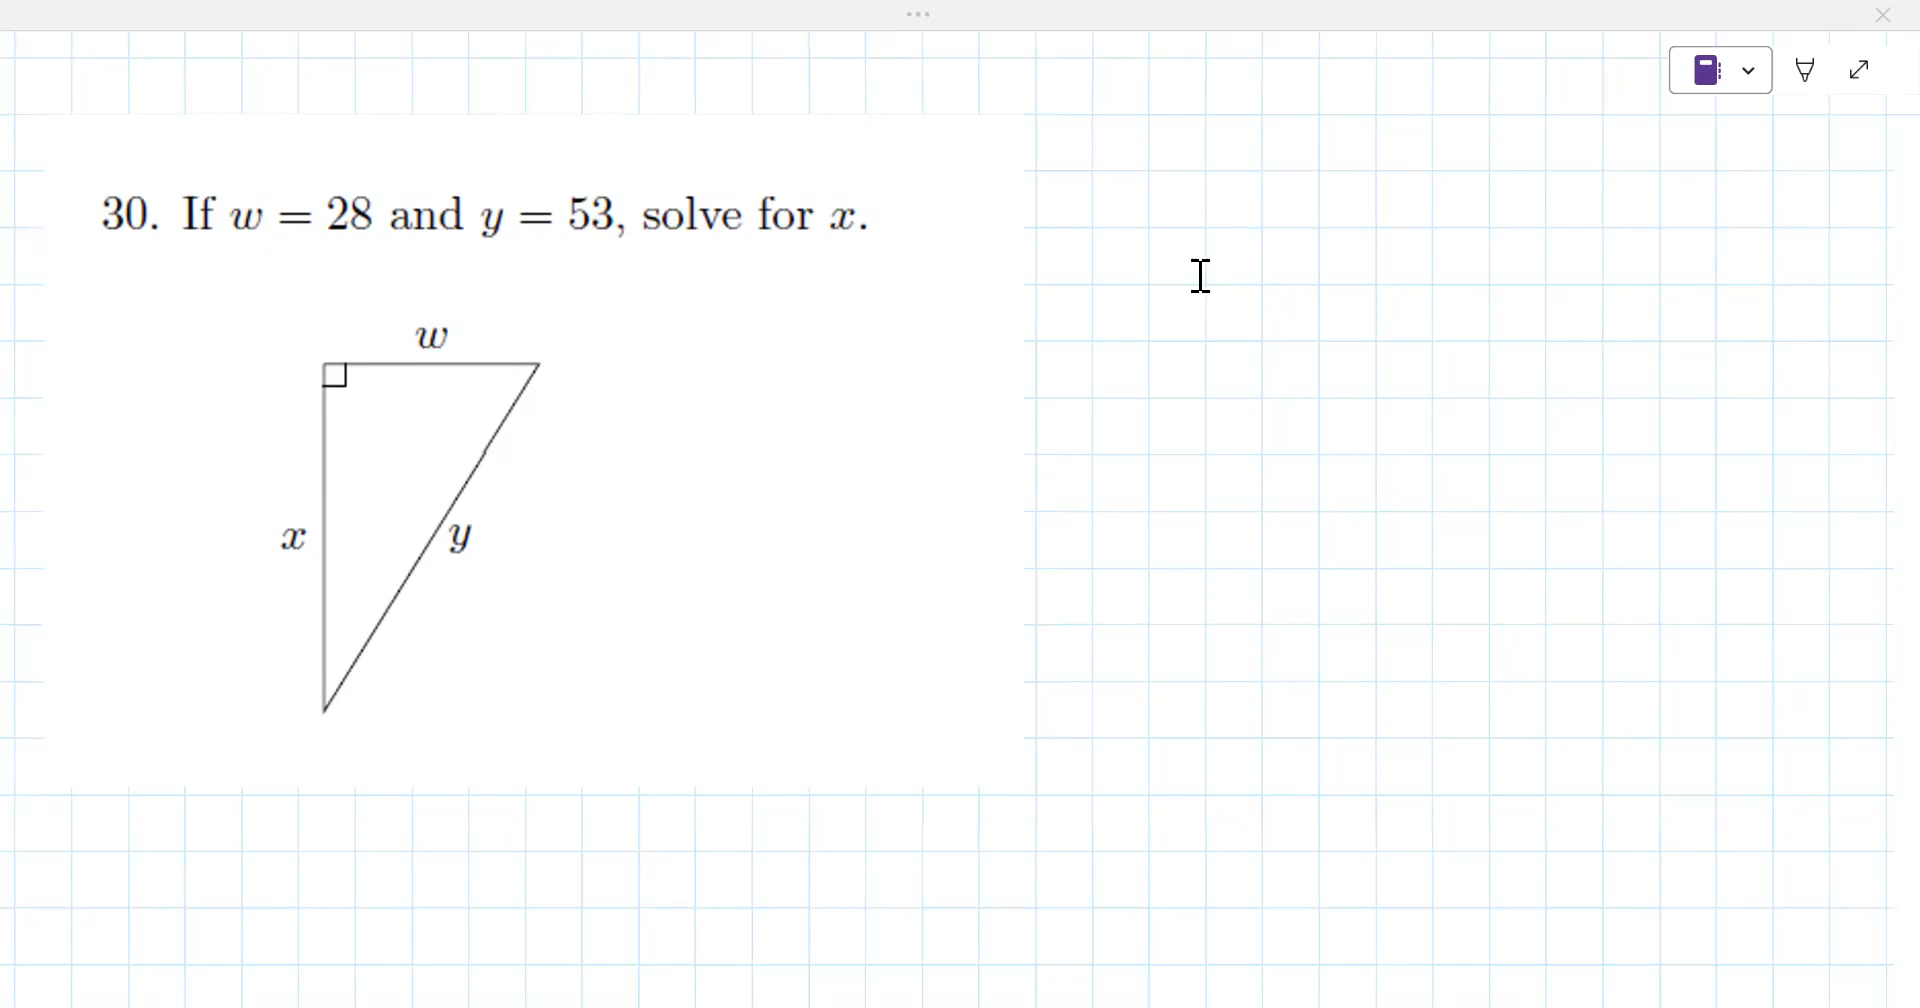 30. If w = 28 and y = 53, solve for x.
w
x
y